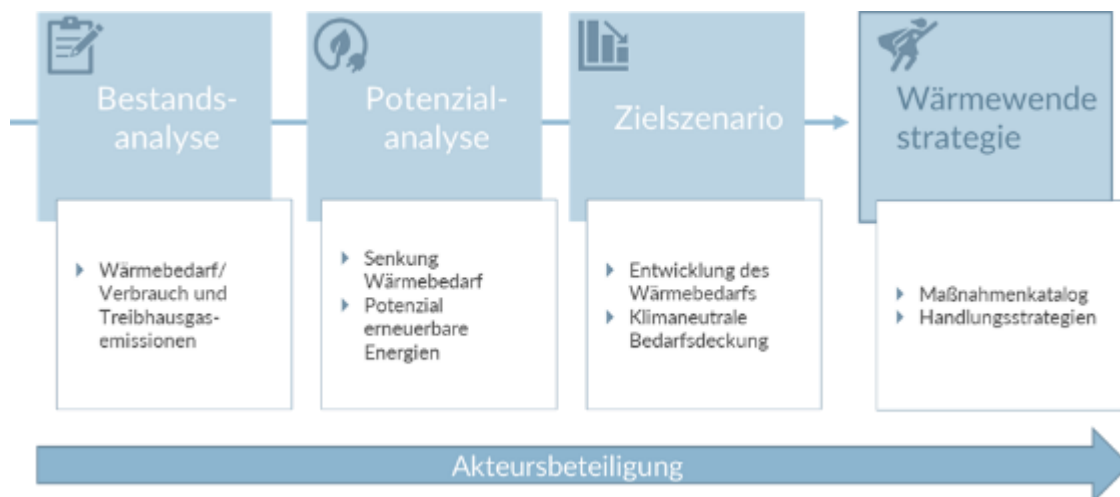 Bestands-
analyse
Potenzial-
analyse
Zielszenario
Wärmewende
strategie
Wärmebedarf/
Verbrauch und
Treibhausgas-
emissionen
Senkung
Wärmebedarf
Potenzial
erneuerbare
Energien
Entwicklung des
Wärmebedarfs
Klimaneutrale
Bedarfsdeckung
Maßnahmenkatalog
Handlungsstrategien
Akteursbeteiligung